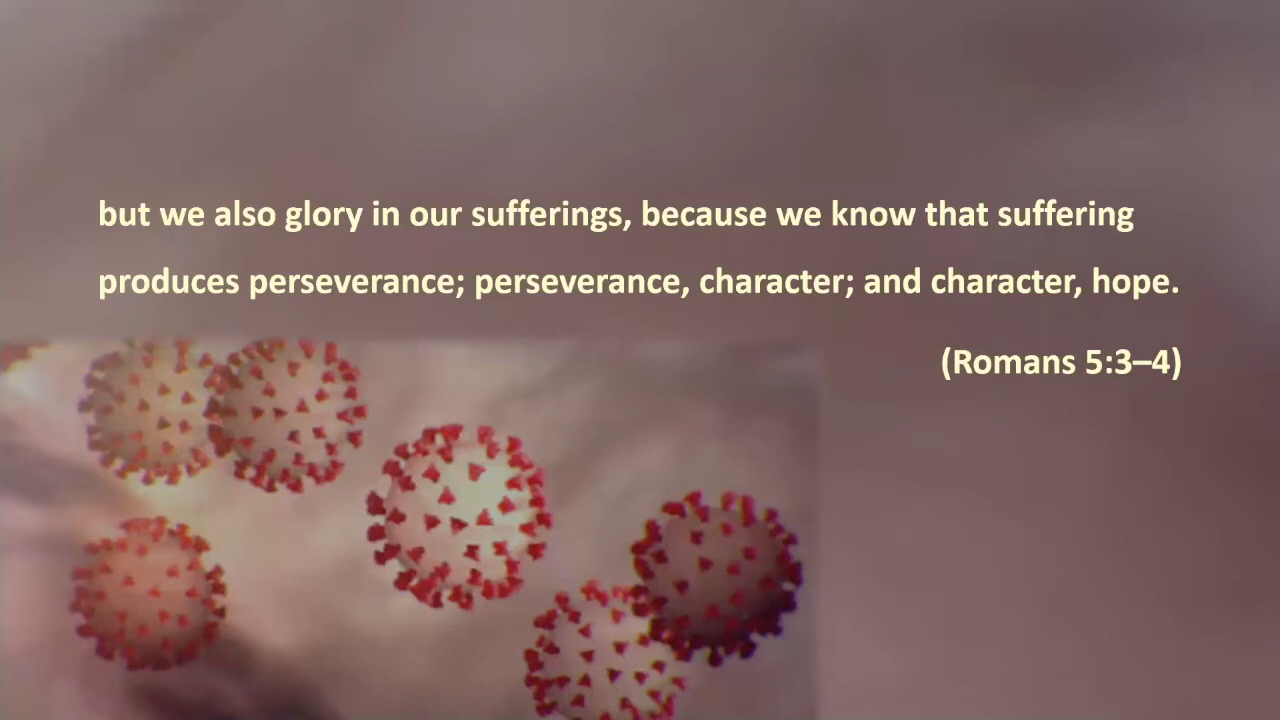 but we also glory in our sufferings, because we know that suffering
produces perseverance; perseverance, character; and character, hope.
(Romans 5:3–4)